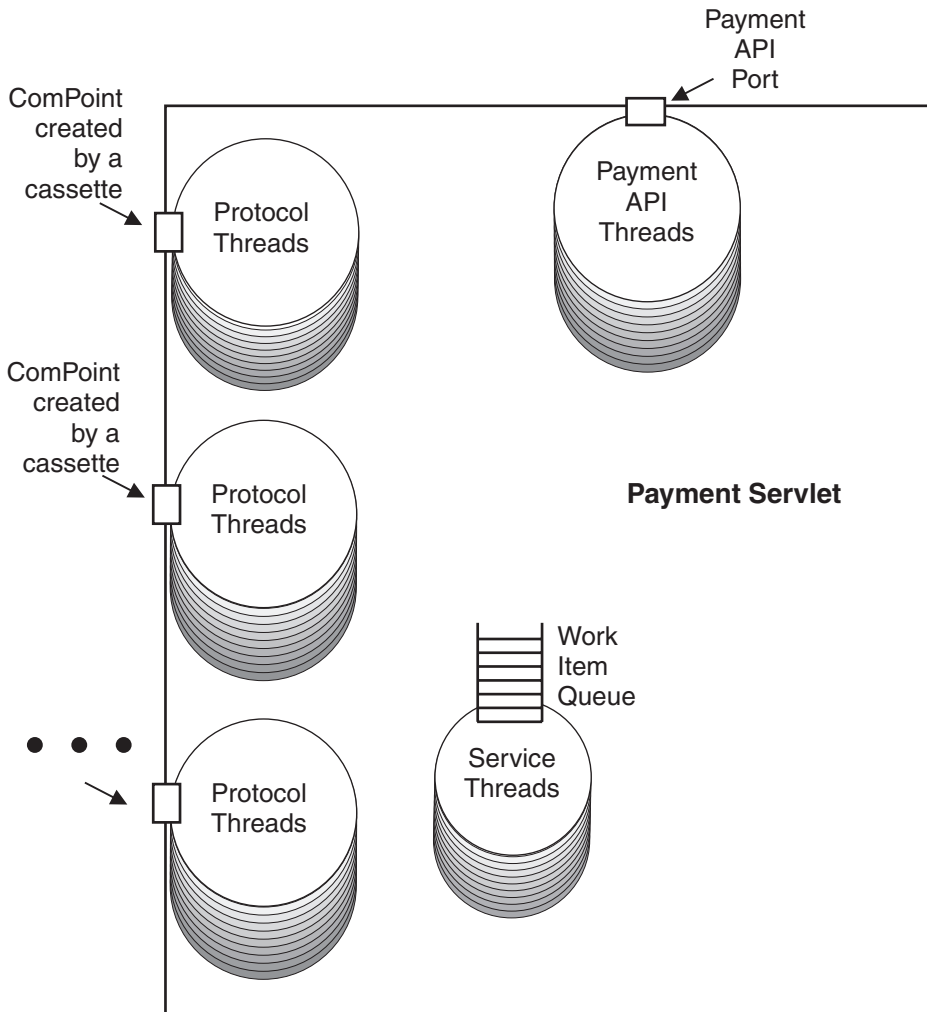 Payment
API
Port
ComPoint
created
by a
cassette
Protocol
Threads
Payment
API
Threads
ComPoint
created
by a
cassette
Protocol
Threads
Payment Servlet
Work
Item
Queue
Service
Threads
Protocol
Threads